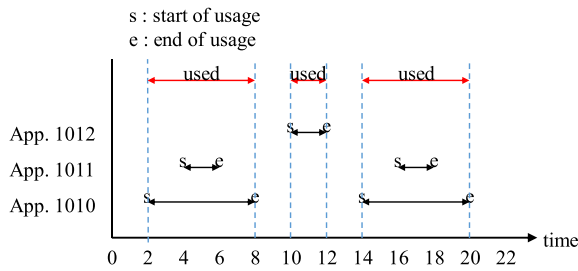 s : start of usage
e : end of usage
used used used
App. 1012 s e
App. 1011 s e s e
App. 1010 s e s e
time
0 2 4 6 8 10 12 14 16 18 20 22